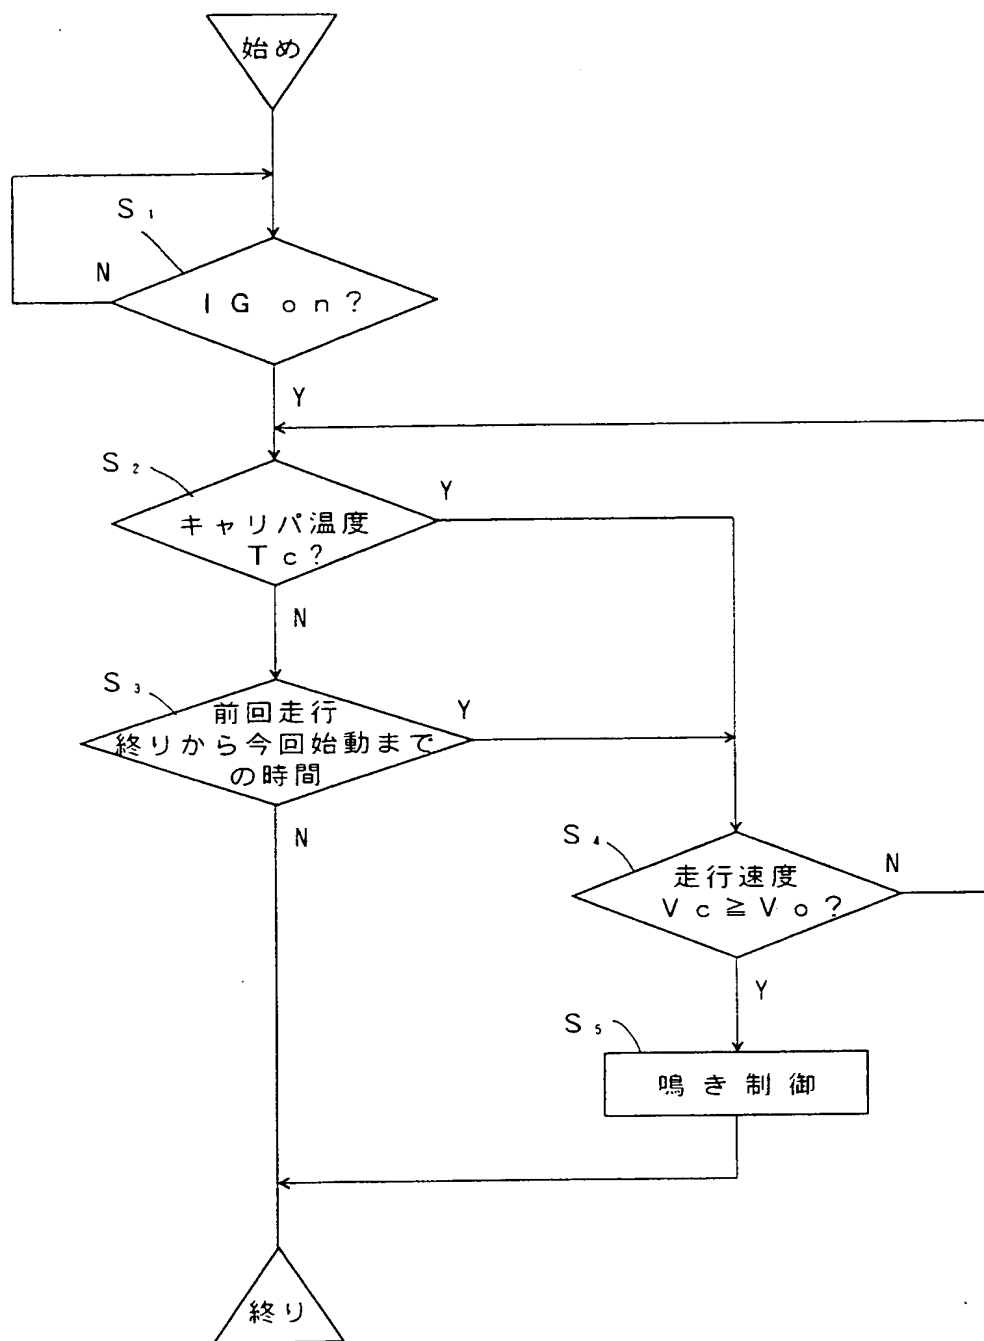 始め
S₁
N
IG on?
Y
S₂
Y
キャリパ温度
Tc?
N
S₃
Y
前回走行
終りから今回始動まで
の時間
N
S₄
N
走行速度
Vc≧Vo?
Y
S₅
鳴き制御
終り